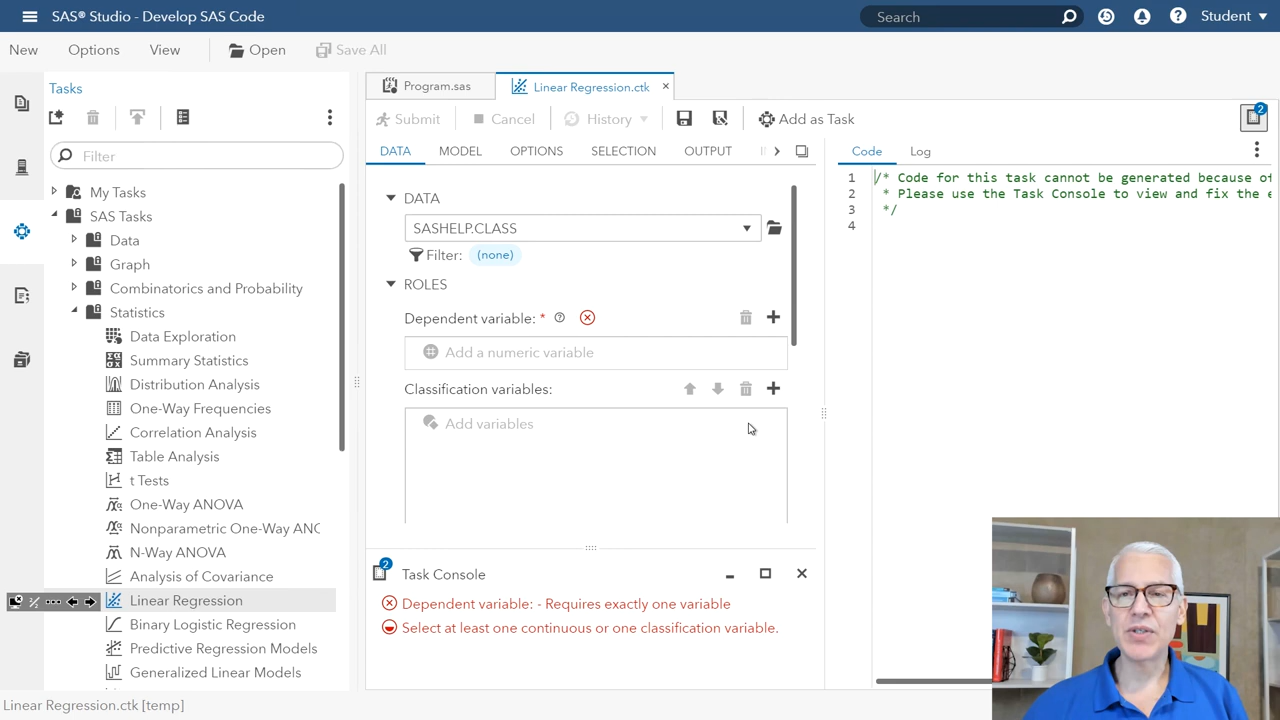 SAS® Studio - Develop SAS Code
Search
Student
New
Options
View
Open
Save All
Tasks
Filter
My Tasks
SAS Tasks
Data
Graph
Combinatorics and Probability
Statistics
Data Exploration
Summary Statistics
Distribution Analysis
One-Way Frequencies
Correlation Analysis
Table Analysis
t Tests
One-Way ANOVA
Nonparametric One-Way ANO
N-Way ANOVA
Analysis of Covariance
Linear Regression
Binary Logistic Regression
Predictive Regression Models
Generalized Linear Models
Program.sas
Linear Regression.ctk
Submit
Cancel
History
Add as Task
2
DATA
MODEL
OPTIONS
SELECTION
OUTPUT
DATA
SASHELP.CLASS
Filter: (none)
ROLES
Dependent variable: *
Add a numeric variable
Classification variables:
Add variables
2
Task Console
Dependent variable: - Requires exactly one variable
Select at least one continuous or one classification variable.
Code
Log
1 /* Code for this task cannot be generated because of
2 * Please use the Task Console to view and fix the e
3 */
4
Linear Regression.ctk [temp]